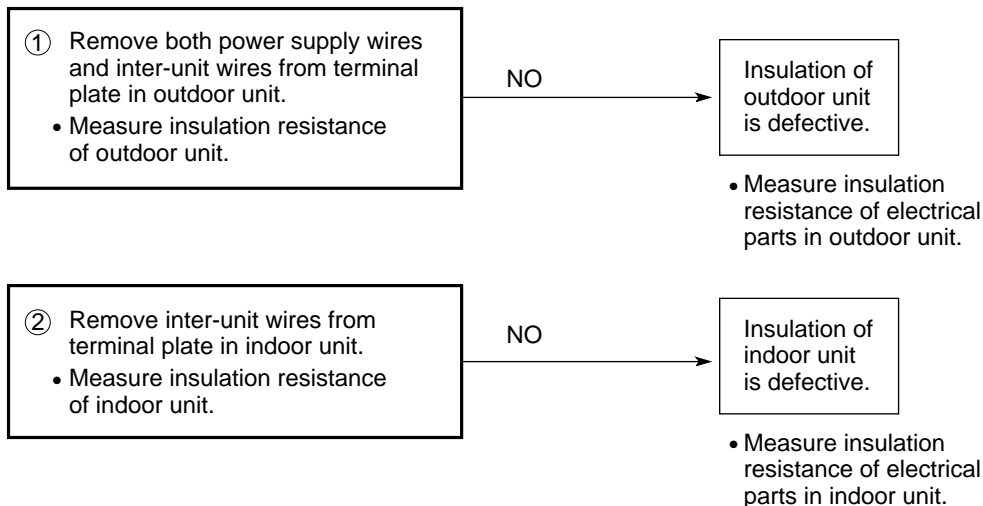 ① Remove both power supply wires
and inter-unit wires from terminal
plate in outdoor unit.
• Measure insulation resistance
of outdoor unit.
NO
Insulation of
outdoor unit
is defective.
• Measure insulation
resistance of electrical
parts in outdoor unit.
② Remove inter-unit wires from
terminal plate in indoor unit.
• Measure insulation resistance
of indoor unit.
NO
Insulation of
indoor unit
is defective.
• Measure insulation
resistance of electrical
parts in indoor unit.